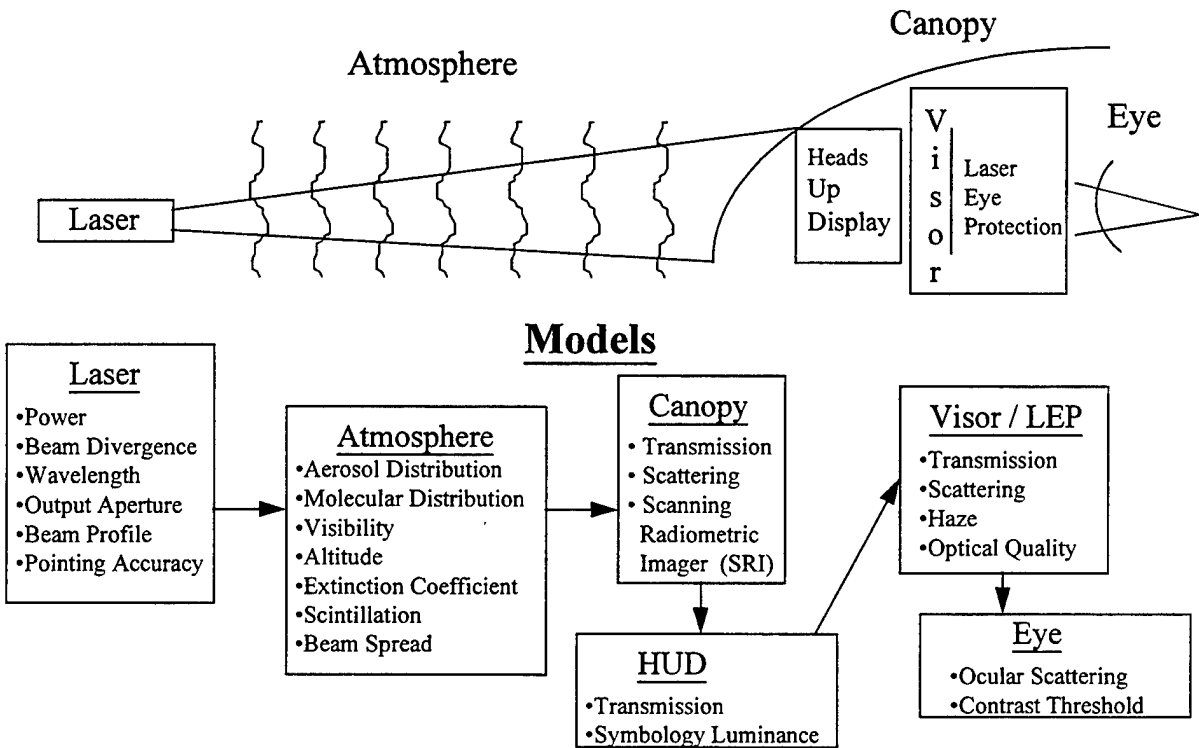 Canopy
Atmosphere
Eye
Laser
Heads
Up
Display
Visor
Laser
Eye
Protection
Models
Laser
•Power
•Beam Divergence
•Wavelength
•Output Aperture
•Beam Profile
•Pointing Accuracy
Atmosphere
•Aerosol Distribution
•Molecular Distribution
•Visibility
•Altitude
•Extinction Coefficient
•Scintillation
•Beam Spread
Canopy
• Transmission
• Scattering
• Scanning
Radiometric
Imager (SRI)
HUD
•Transmission
•Symbology Luminance
Visor / LEP
•Transmission
•Scattering
•Haze
•Optical Quality
Eye
•Ocular Scattering
•Contrast Threshold